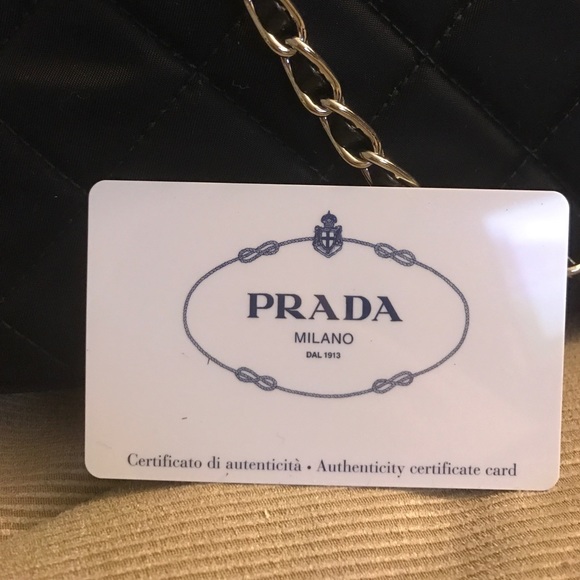 PRADA
MILANO
DAL 1913
Certificato di autenticità • Authenticity certificate card